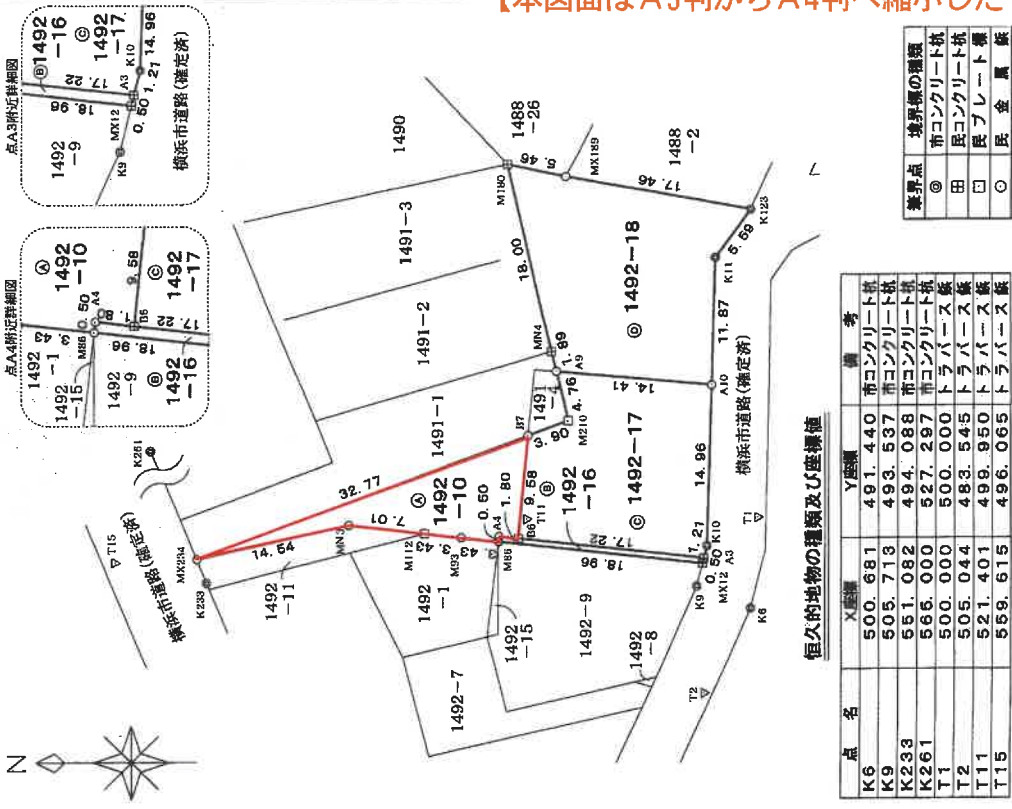 【本図面はA3判からA4判へ縮小した
点A3附近詳細図
Ⓑ1492
-16
Ⓒ
1492
-17
K10
14.96
17.22
18.96
A3
1.21
MX12
0.50
K9
1492
-9
横浜市道路(確定済)
点A4附近詳細図
Ⓐ
1492
-10
A4
0.50
M86
3.43
1492
-1
1492
-15
1.80
9.58
B6
Ⓒ
1492
-17
17.22
18.96
1492
-9
Ⓑ
1492
-16
筆界点
境界標の種類
◎
市コンクリート杭
田
民コンクリート杭
民プレート標
○
民金属鋲
N
T15
横浜市道路(確定済)
K261
K233
MX254
1492
-11
14.54
32.77
MN3
7.01
M12
3.43
M93
.43
Ⓐ
1492
-10
0.50
A4
M86
1.80
B6
T11
9.58
B7
3.90
M210
4.76
A9
1.89
MN4
18.00
M180
5.46
MX189
17.46
K123
5.59
K11
11.87
A10
14.41
14.96
K10
1.21
A3
0.50
MX12
K9
17.22
18.96
1490
1488
-26
1488
-2
1491-3
1491-2
1491-1
1491
-4
Ⓓ 1492-18
Ⓒ 1492-17
Ⓑ
1492
-16
1492
-1
1492
-15
1492-9
1492
-8
1492-7
横浜市道路(確定済)
T1
T2
K6
恒久的地物の種類及び座標値
点 名 X座標 Y座標 備 考
K6 500.681 491.440 市コンクリート杭
K9 505.713 493.537 市コンクリート杭
K233 551.082 494.088 市コンクリート杭
K261 565.000 527.297 市コンクリート杭
T1 500.000 500.000 トラバース鋲
T2 505.044 483.545 トラバース鋲
T11 521.401 499.950 トラバース鋲
T15 559.615 496.065 トラバース鋲